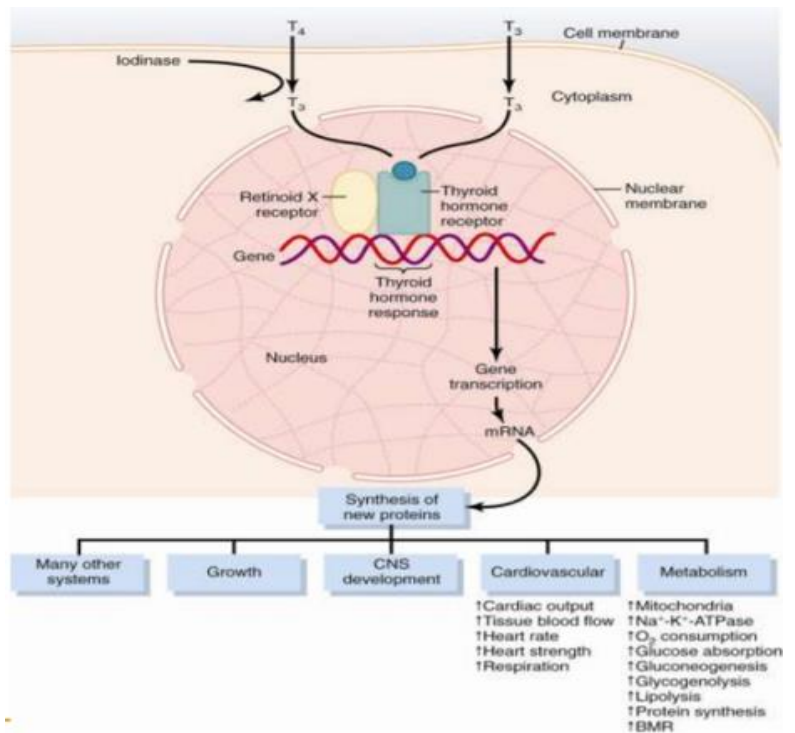 T₄
T₃
Cell membrane
Iodinase
T₃
T₃
Cytoplasm
Retinoid X
receptor
Thyroid
hormone
receptor
Nuclear
membrane
Gene
Thyroid
hormone
response
Nucleus
Gene
transcription
mRNA
Synthesis of
new proteins
Many other
systems
Growth
CNS
development
Cardiovascular
↑Cardiac output
↑Tissue blood flow
↑Heart rate
↑Heart strength
↑Respiration
Metabolism
↑Mitochondria
↑Na⁺-K⁺-ATPase
↑O₂ consumption
↑Glucose absorption
↑Gluconeogenesis
↑Glycogenolysis
↑Lipolysis
↑Protein synthesis
↑BMR